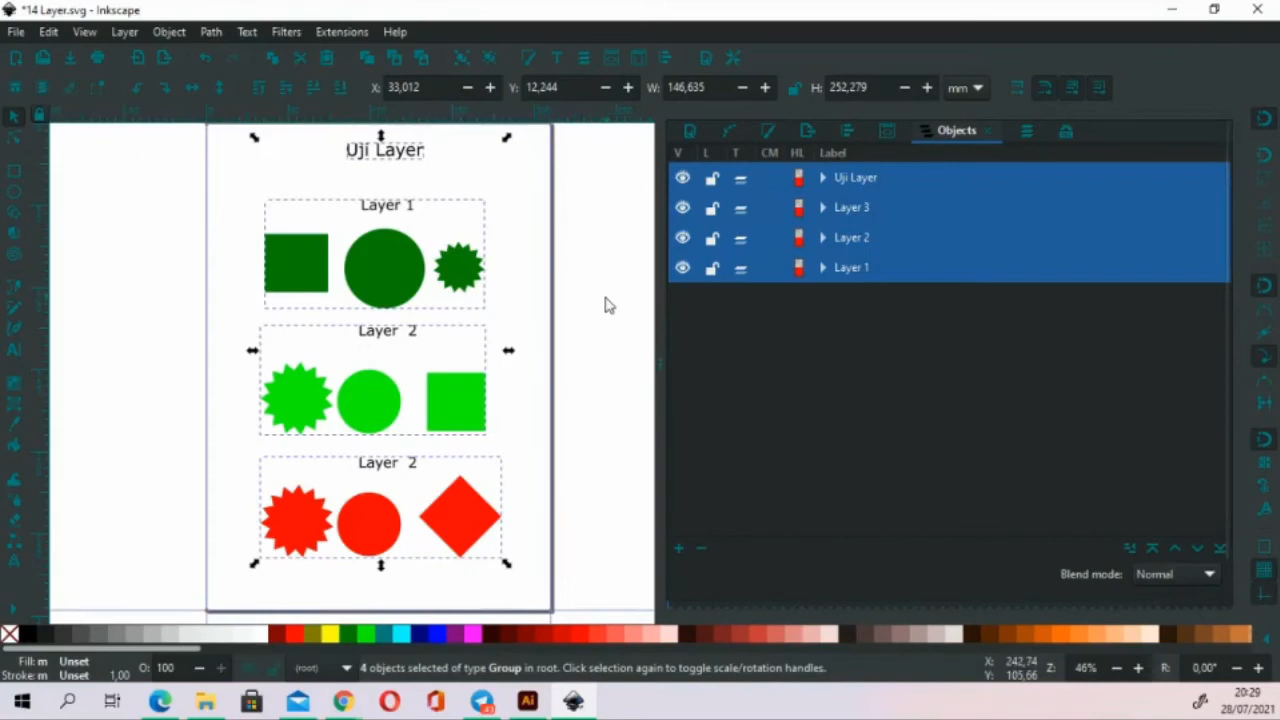 *14 Layer.svg - Inkscape
File Edit View Layer Object Path Text Filters Extensions Help
X: 33,012 Y: 12,244 W: 146,635 H: 252,279 mm
Objects
V L T CM HL Label
Uji Layer
Layer 3
Layer 2
Layer 1
Uji Layer
Layer 1
Layer 2
Layer 2
Blend mode: Normal
Fill: m Unset
Stroke: m Unset 1,00
O: 100
(root)
4 objects selected of type Group in root. Click selection again to toggle scale/rotation handles.
X: 242,74
Y: 105,66
Z: 46%
R: 0,00°
Ai
20:29
28/07/2021